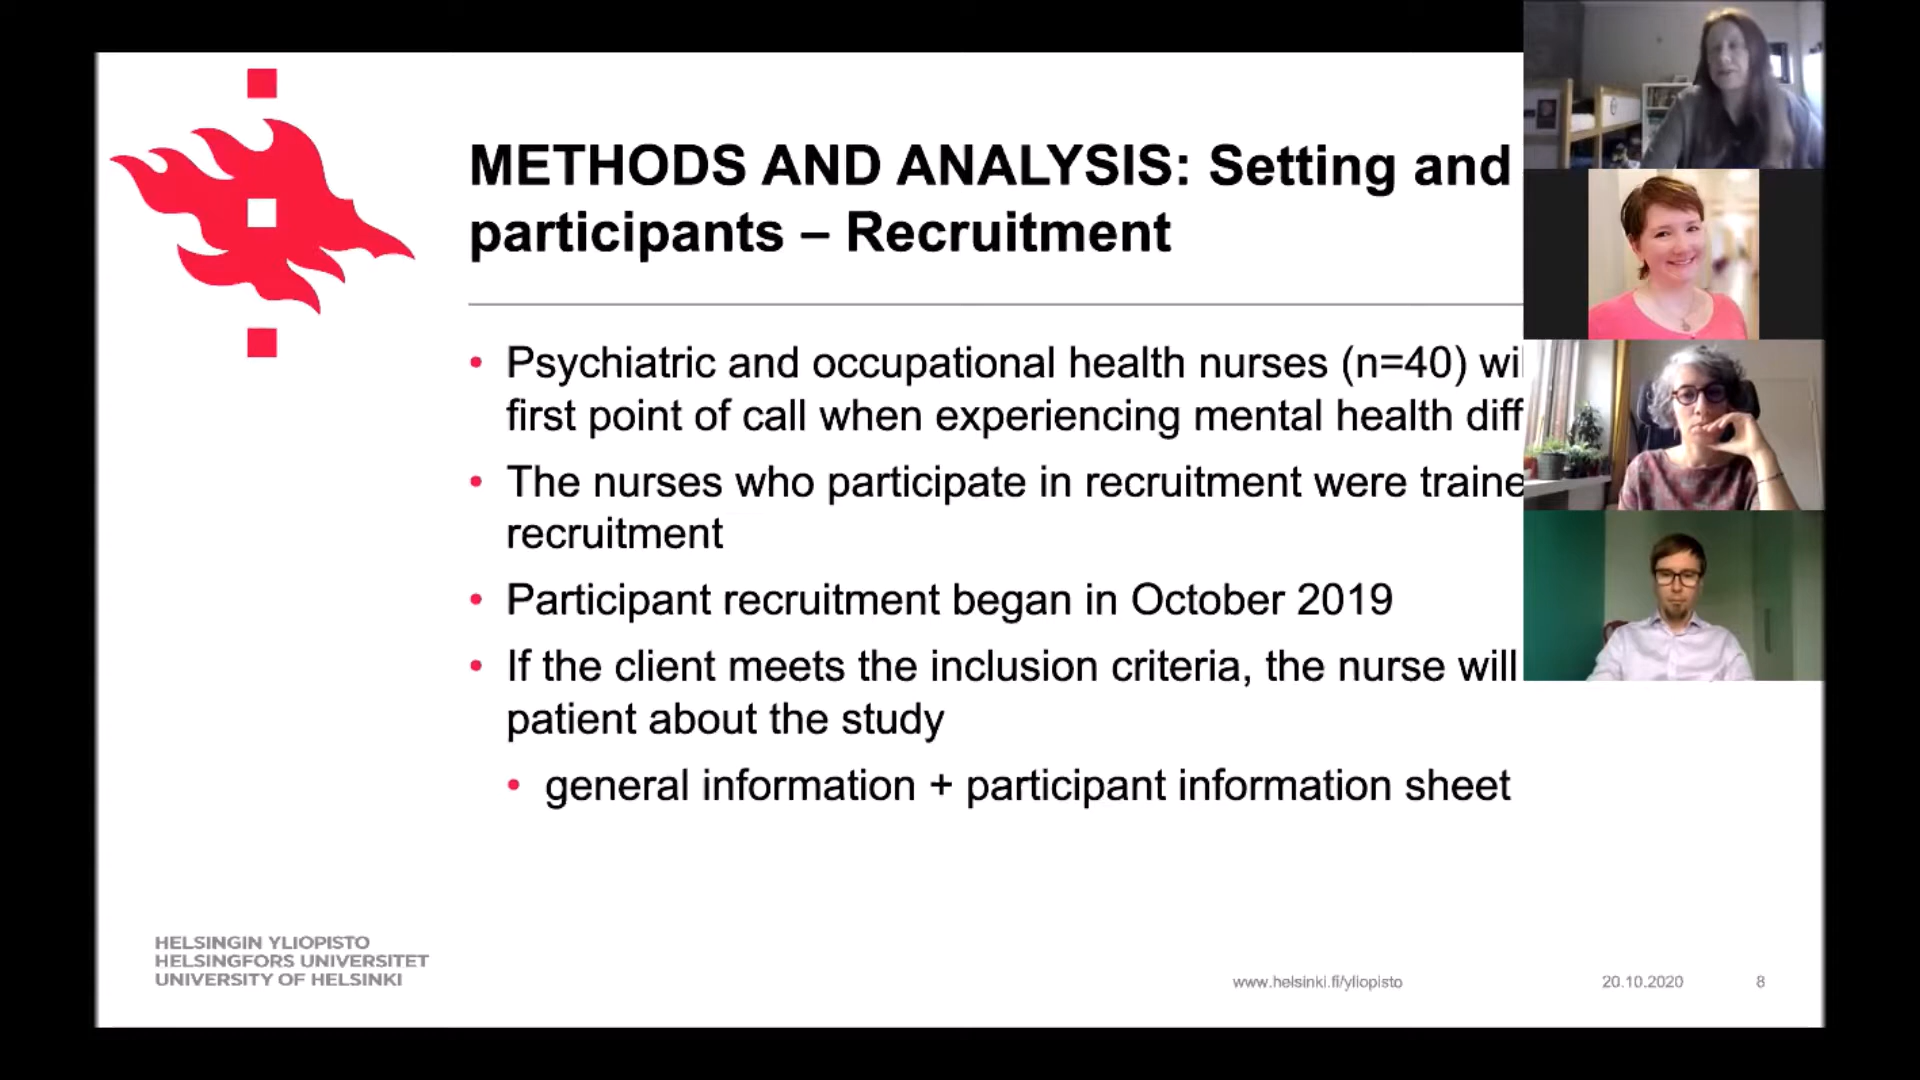 METHODS AND ANALYSIS: Setting and
participants – Recruitment
• Psychiatric and occupational health nurses (n=40)
first point of call when experiencing mental health
• The nurses who participate in recruitment were
recruitment
• Participant recruitment began in October 2019
• If the client meets the inclusion criteria, the nurse will
patient about the study
• general information + participant information sheet
HELSINGIN YLIOPISTO
HELSINGFORS UNIVERSITET
UNIVERSITY OF HELSINKI
www.helsinki.fi/yliopisto
20.10.2020
8